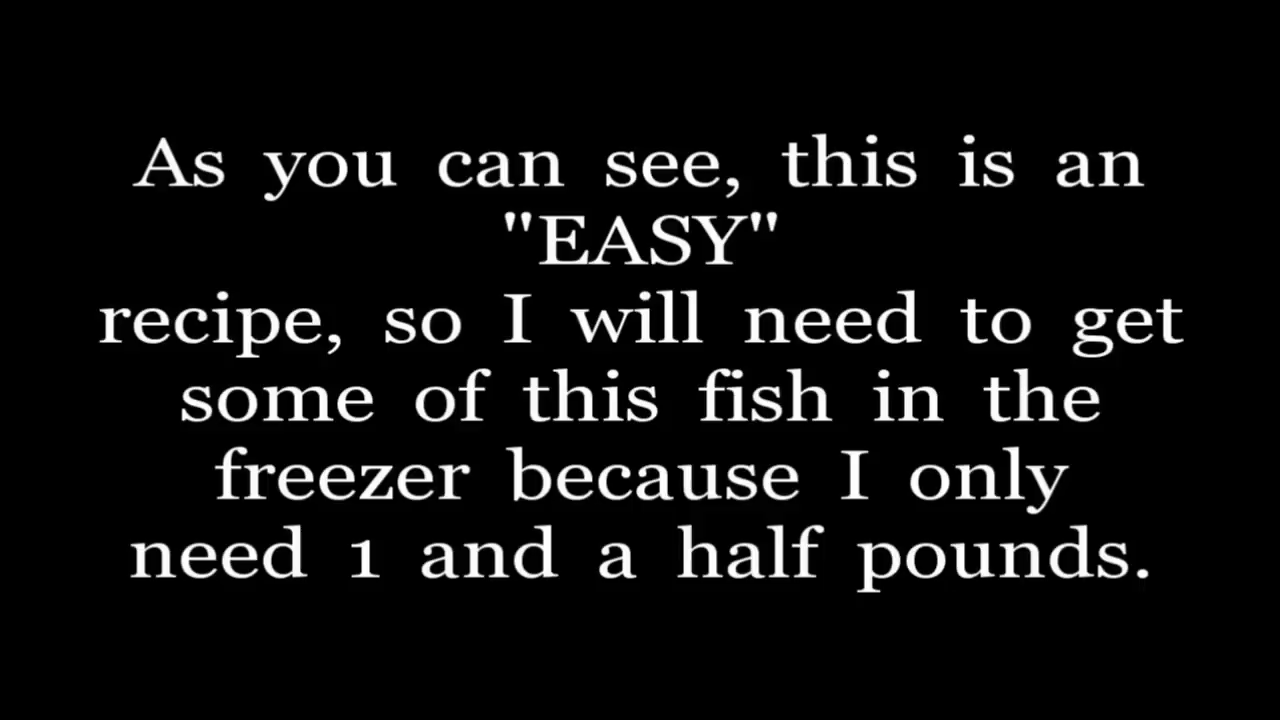 As you can see, this is an
"EASY"
recipe, so I will need to get
some of this fish in the
freezer because I only
need 1 and a half pounds.